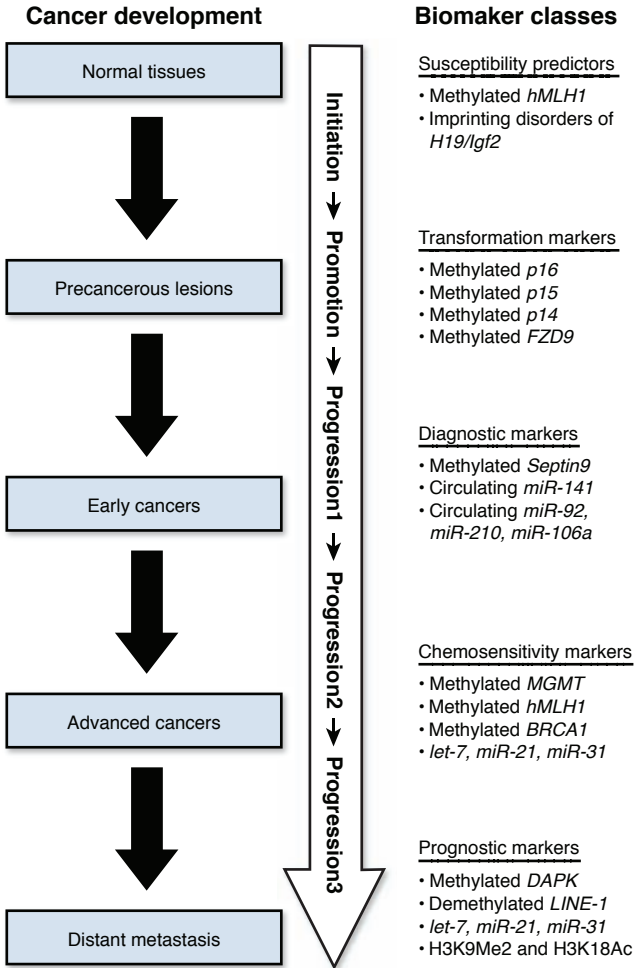 Cancer development
Normal tissues
Precancerous lesions
Early cancers
Advanced cancers
Distant metastasis
Initiation → Promotion → Progression1 → Progression2 → Progression3
Biomaker classes
Susceptibility predictors
• Methylated hMLH1
• Imprinting disorders of
H19/Igf2
Transformation markers
• Methylated p16
• Methylated p15
• Methylated p14
• Methylated FZD9
Diagnostic markers
• Methylated Septin9
• Circulating miR-141
• Circulating miR-92,
miR-210, miR-106a
Chemosensitivity markers
• Methylated MGMT
• Methylated hMLH1
• Methylated BRCA1
• let-7, miR-21, miR-31
Prognostic markers
• Methylated DAPK
• Demethylated LINE-1
• let-7, miR-21, miR-31
• H3K9Me2 and H3K18Ac